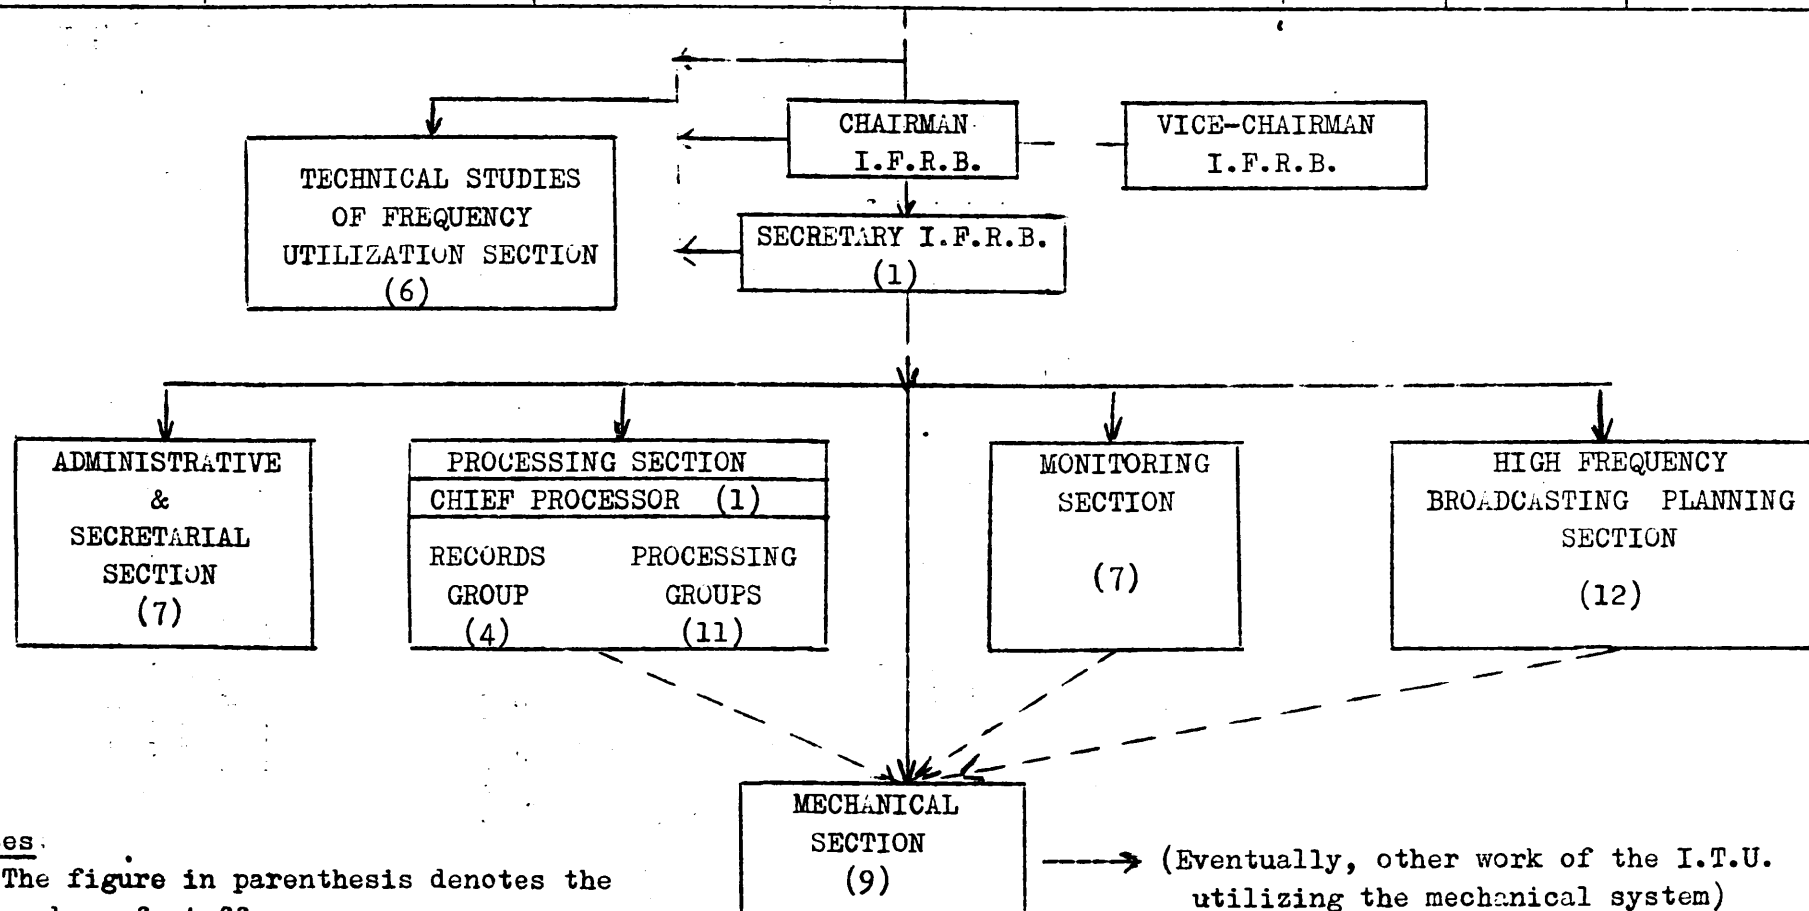 CHAIRMAN
I.F.R.B.
VICE-CHAIRMAN
I.F.R.B.
TECHNICAL STUDIES
OF FREQUENCY
UTILIZATION SECTION
(6)
SECRETARY I.F.R.B.
(1)
ADMINISTRATIVE
&
SECRETARIAL
SECTION
(7)
PROCESSING SECTION
CHIEF PROCESSOR (1)
RECORDS
GROUP
(4)
PROCESSING
GROUPS
(11)
MONITORING
SECTION
(7)
HIGH FREQUENCY
BROADCASTING PLANNING
SECTION
(12)
MECHANICAL
SECTION
(9)
(Eventually, other work of the I.T.U.
utilizing the mechanical system)
The figure in parenthesis denotes the